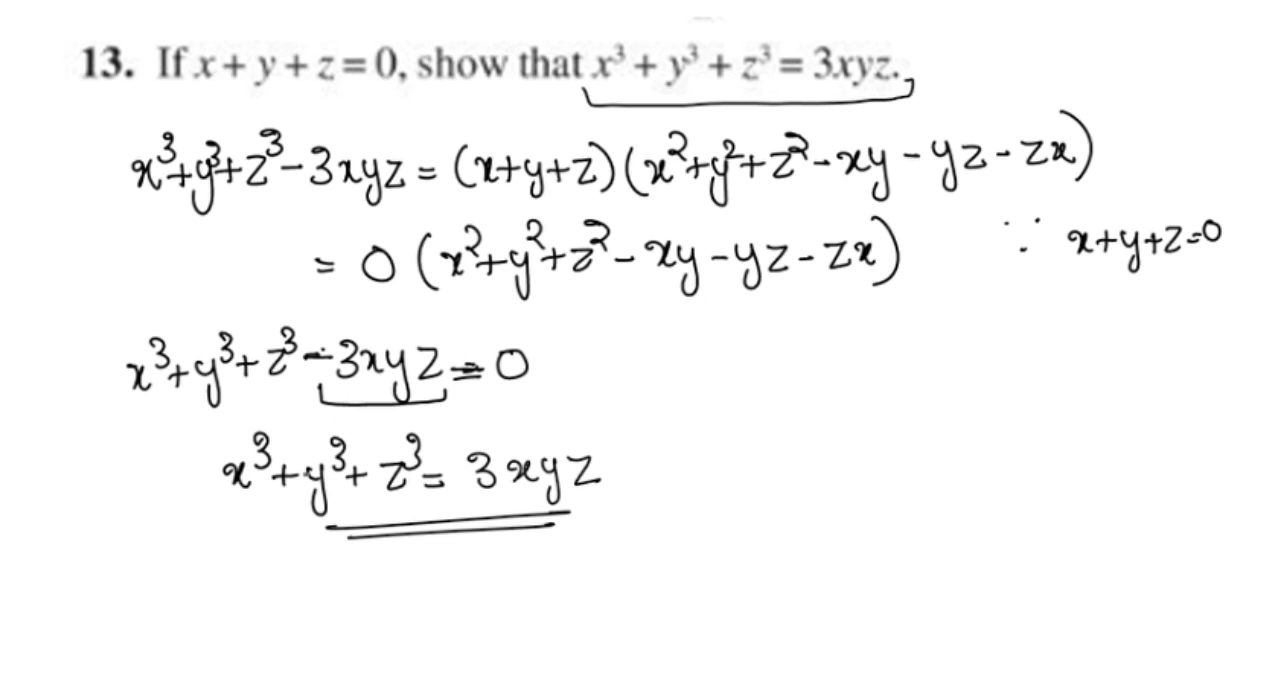 13. If x + y + z = 0, show that x³ + y³ + z³ = 3xyz.
x³+y³+z³-3xyz = (x+y+z)(x²+y²+z²-xy-yz-zx)
= 0 (x²+y²+z²-xy-yz-zx) ∵ x+y+z=0
x³+y³+z³-3xyz=0
x³+y³+z³= 3xyz